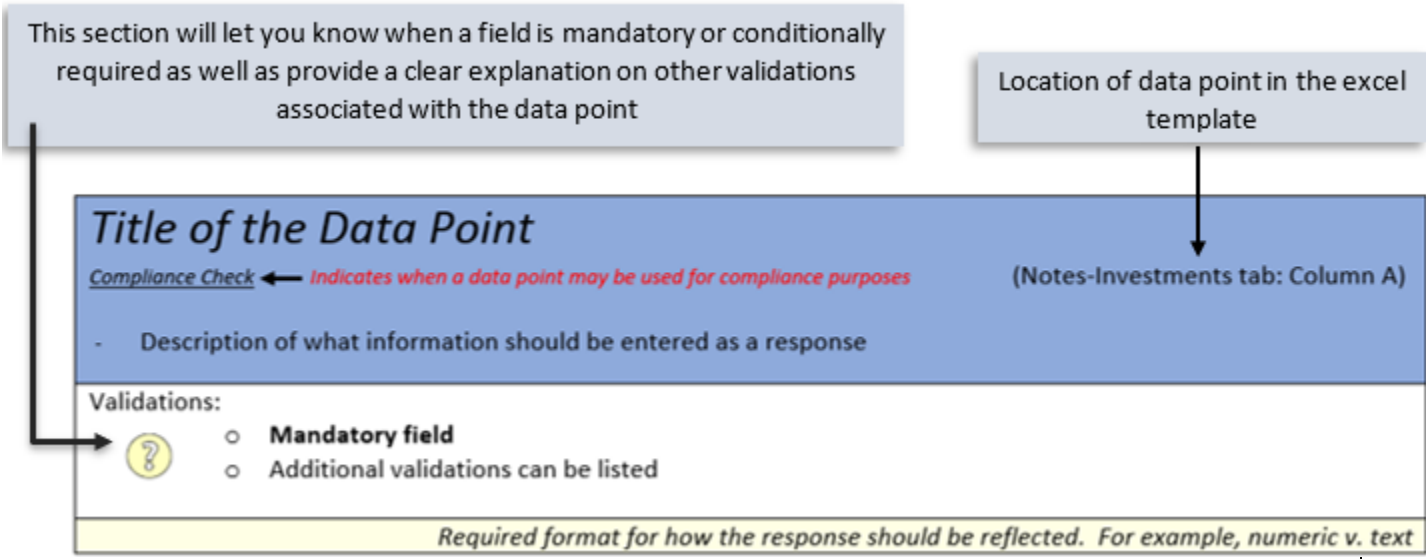 This section will let you know when a field is mandatory or conditionally
required as well as provide a clear explanation on other validations
associated with the data point
Location of data point in the excel
template
Title of the Data Point
Compliance Check Indicates when a data point may be used for compliance purposes (Notes-Investments tab: Column A)
- Description of what information should be entered as a response
Validations:
?
o Mandatory field
o Additional validations can be listed
Required format for how the response should be reflected. For example, numeric v. text